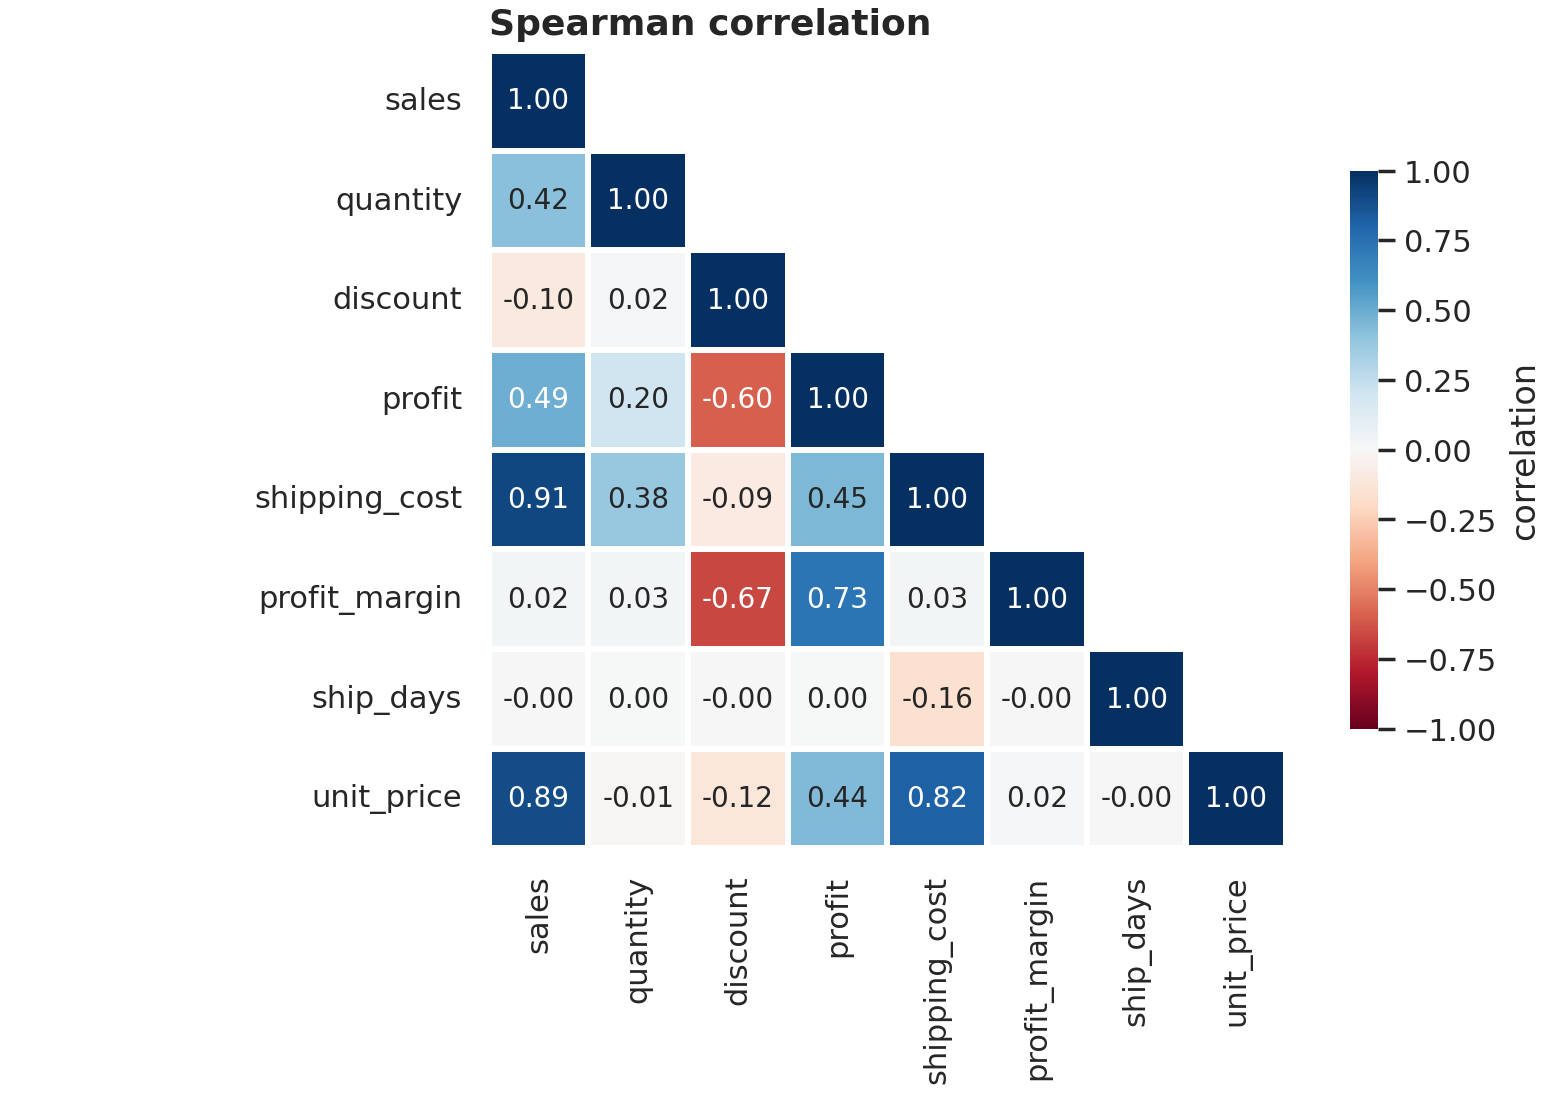 Spearman correlation
sales
1.00
quantity
0.42 1.00
discount
-0.10 0.02 1.00
profit
0.49 0.20 -0.60 1.00
shipping_cost
0.91 0.38 -0.09 0.45 1.00
profit_margin
0.02 0.03 -0.67 0.73 0.03 1.00
ship_days
-0.00 0.00 -0.00 0.00 -0.16 -0.00 1.00
unit_price
0.89 -0.01 -0.12 0.44 0.82 0.02 -0.00 1.00
sales
quantity
discount
profit
shipping_cost
profit_margin
ship_days
unit_price
1.00
0.75
0.50
0.25
0.00
−0.25
−0.50
−0.75
−1.00
correlation